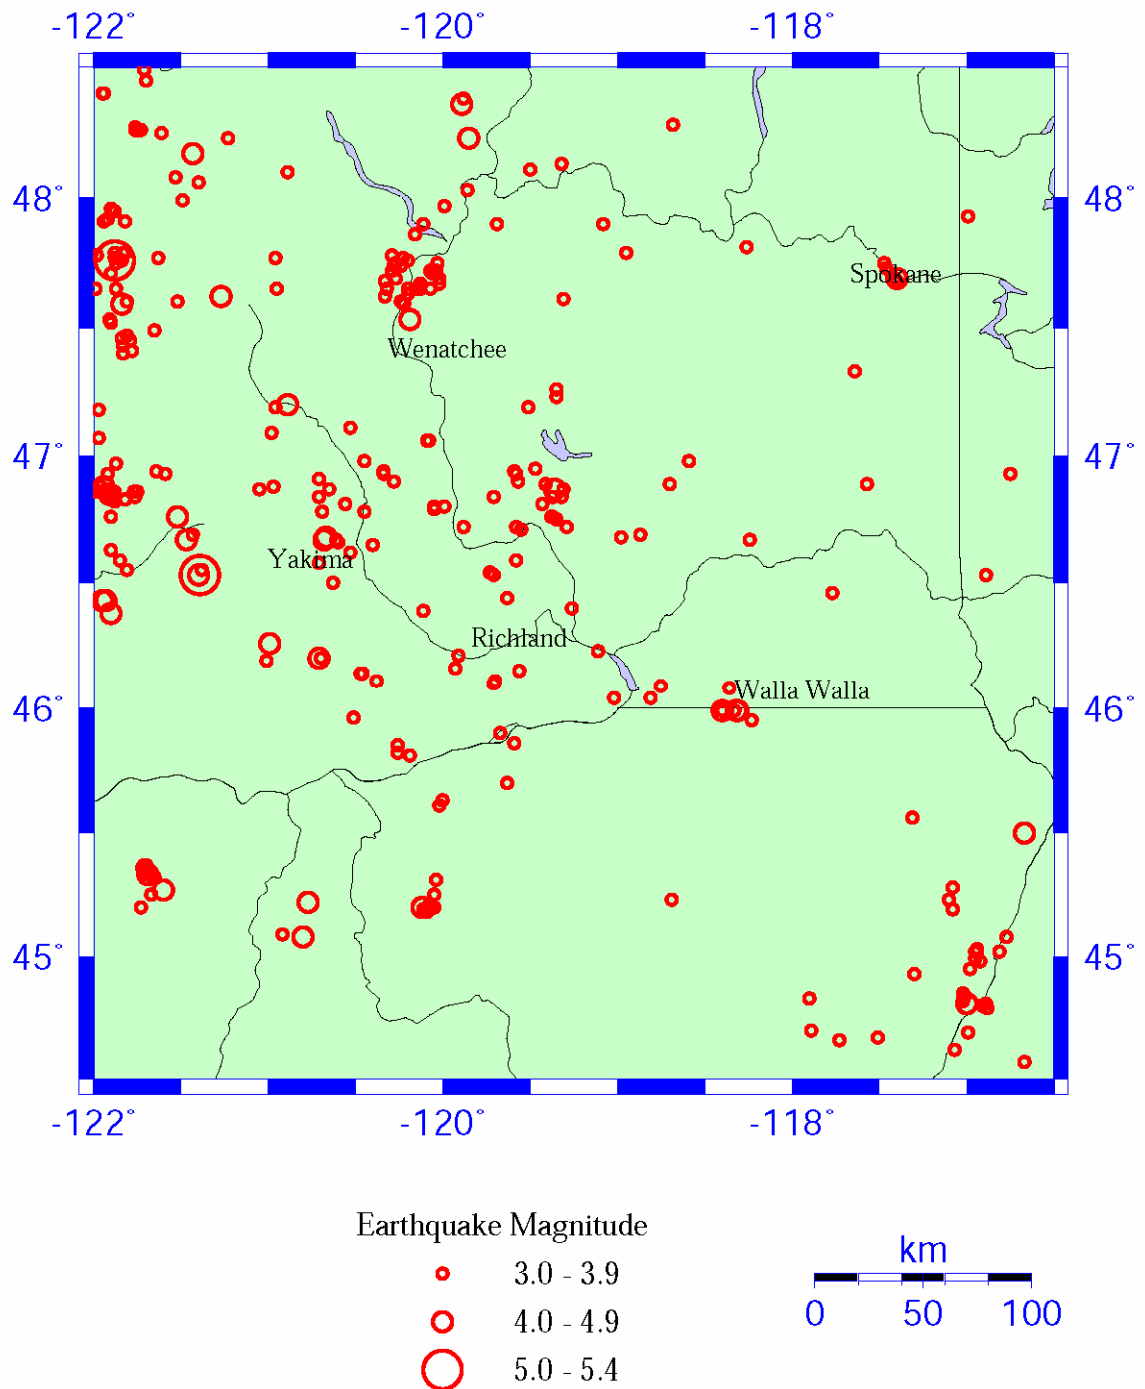 -122˚ -120˚ -118˚
48˚ 48˚
Spokane
Wenatchee
47˚ 47˚
Yakima
Richland
Walla Walla
46˚ 46˚
45˚ 45˚
-122˚ -120˚ -118˚
Earthquake Magnitude
3.0 - 3.9
4.0 - 4.9
5.0 - 5.4
km
0 50 100